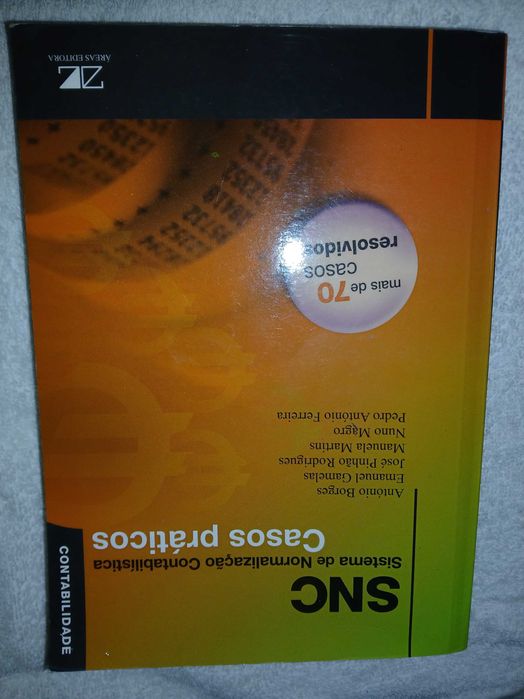 CONTABILIDADE
SNC
Sistema de Normalização Contabilística
Casos práticos
António Borges
Emanuel Gamelas
José Pinhão Rodrigues
Manuela Martins
Nuno Magro
Pedro António Ferreira
mais de 70
casos
resolvidos
ÁREAS EDITORA